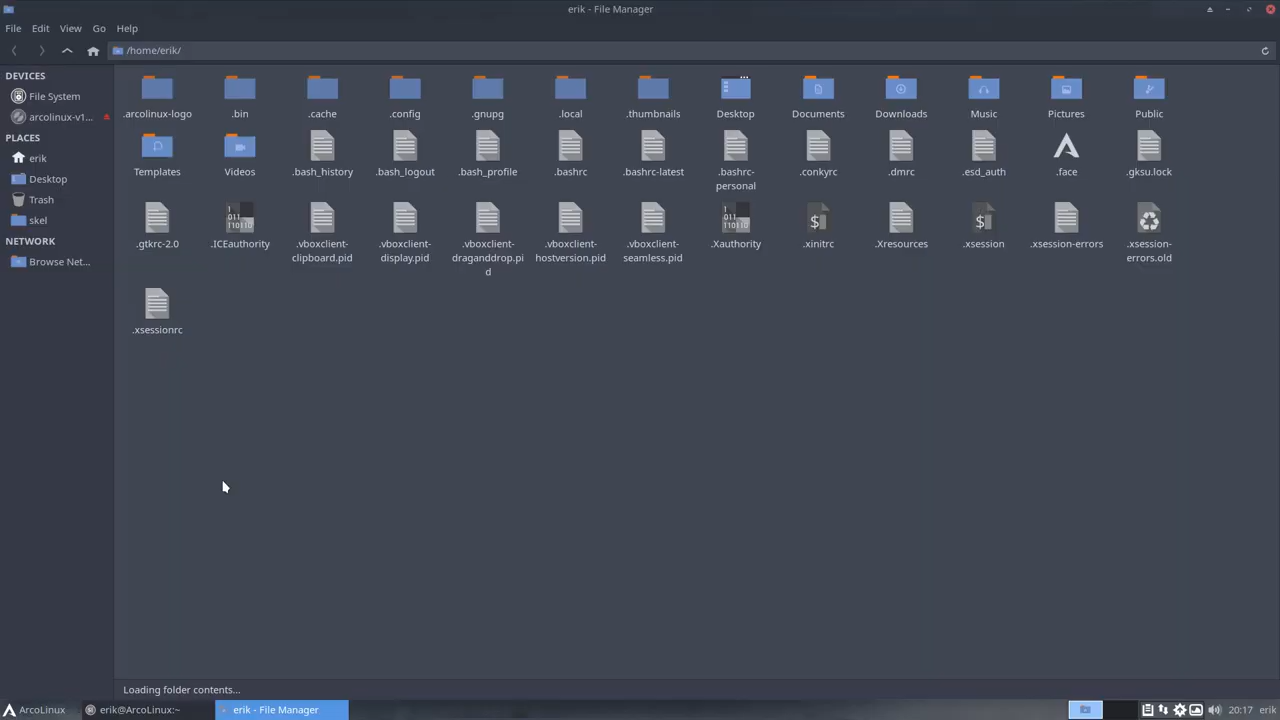 erik - File Manager
File Edit View Go Help
/home/erik/
DEVICES
File System
arcolinux-v1...
PLACES
erik
Desktop
Trash
skel
NETWORK
Browse Net...
.arcolinux-logo .bin .cache .config .gnupg .local .thumbnails Desktop Documents Downloads Music Pictures Public
Templates Videos .bash_history .bash_logout .bash_profile .bashrc .bashrc-latest .bashrc-
personal .conkyrc .dmrc .esd_auth .face .gksu.lock
.gtkrc-2.0 .ICEauthority .vboxclient-
clipboard.pid .vboxclient-
display.pid .vboxclient-
draganddrop.pi
d .vboxclient-
hostversion.pid .vboxclient-
seamless.pid .Xauthority .xinitrc .Xresources .xsession .xsession-errors .xsession-
errors.old
.xsessionrc
Loading folder contents...
ArcoLinux erik@ArcoLinux:~ erik - File Manager 20:17 erik